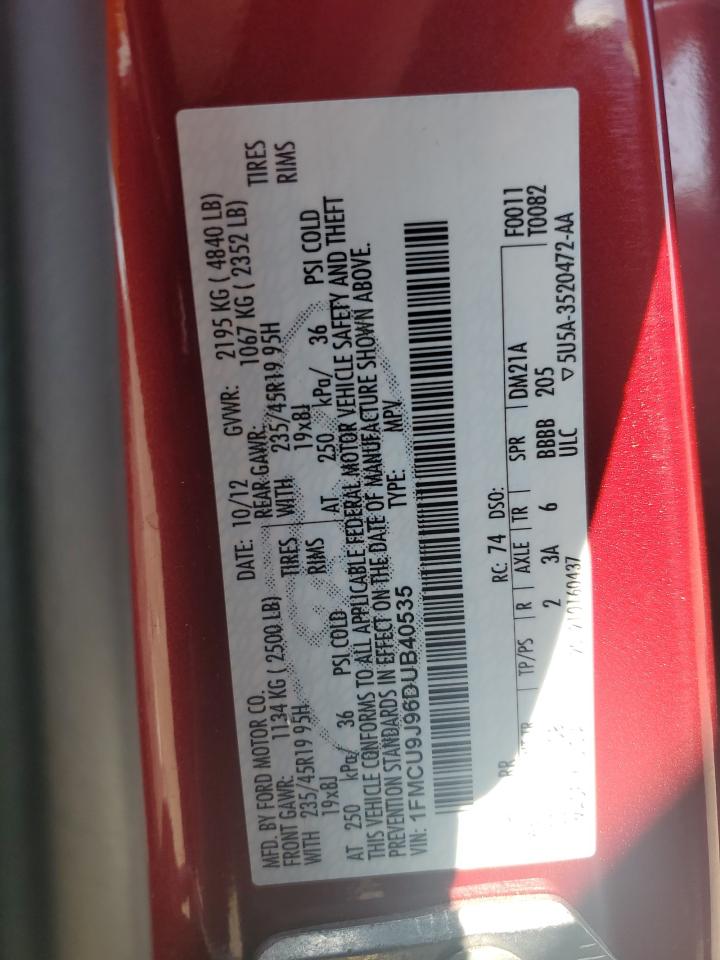 MFD. BY FORD MOTOR CO. DATE: 10/12 GVWR: 2195 KG ( 4840 LB)
FRONT GAWR: 1134 KG ( 2500 LB) REAR GAWR: 1067 KG ( 2352 LB)
WITH 235/45R19 95H TIRES WITH 235/45R19 95H TIRES
19x8J RIMS 19x8J RIMS
AT 250 kPa/ 36 PSI COLD AT 250 kPa/ 36 PSI COLD
THIS VEHICLE CONFORMS TO ALL APPLICABLE FEDERAL MOTOR VEHICLE SAFETY AND THEFT
PREVENTION STANDARDS IN EFFECT ON THE DATE OF MANUFACTURE SHOWN ABOVE.
VIN: 1FMCU9J96DUB40535 TYPE: MPV
RC: 74 DSO: F0011
BR TP/PS R AXLE TR SPR DM21A T0082
2 3A 6 BBBB 205
ULC ▽5U5A-3520472-AA